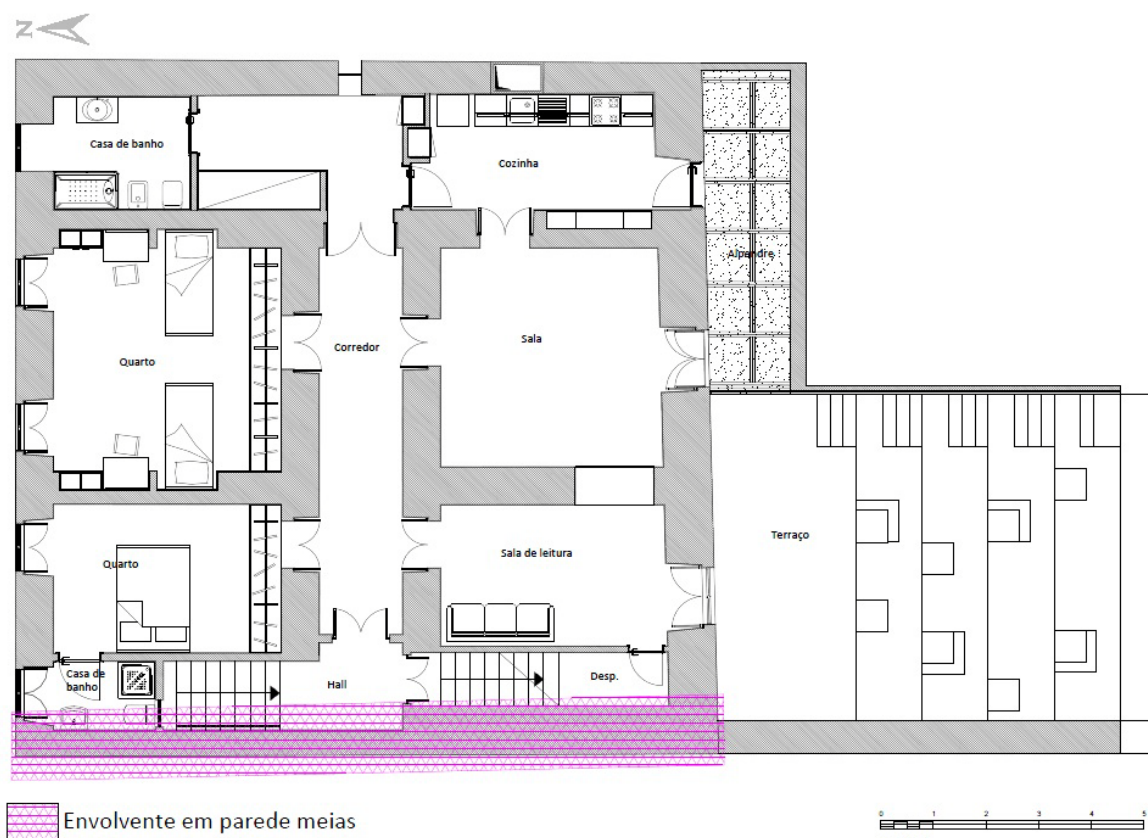 N
Casa de banho
Cozinha
Alpendre
Quarto
Corredor
Sala
Quarto
Sala de leitura
Terraço
Casa de
banho
Hall
Desp.
Envolvente em parede meias
0 1 2 3 4 5